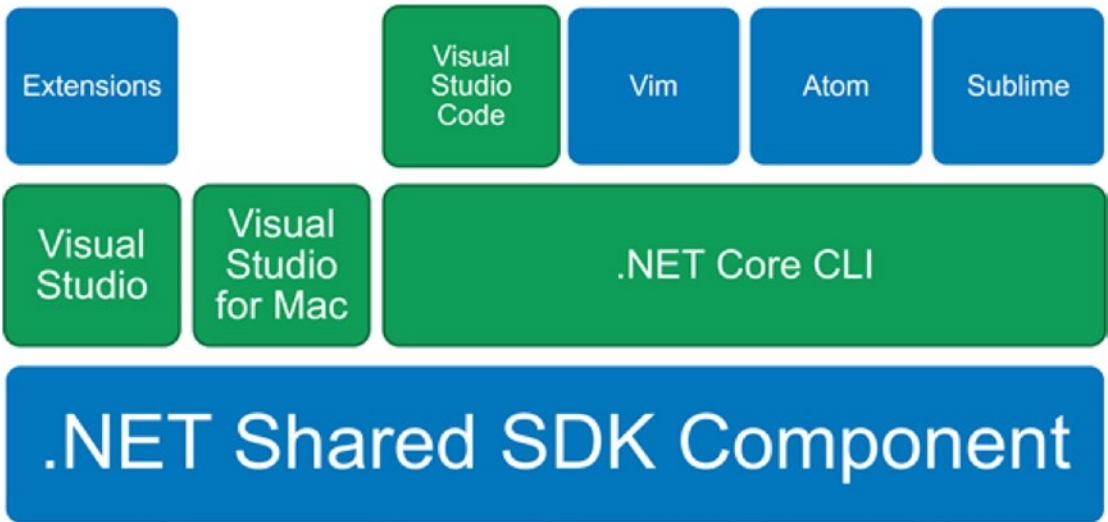 Extensions
Visual
Studio
Code
Vim
Atom
Sublime
Visual
Studio
Visual
Studio
for Mac
.NET Core CLI
.NET Shared SDK Component